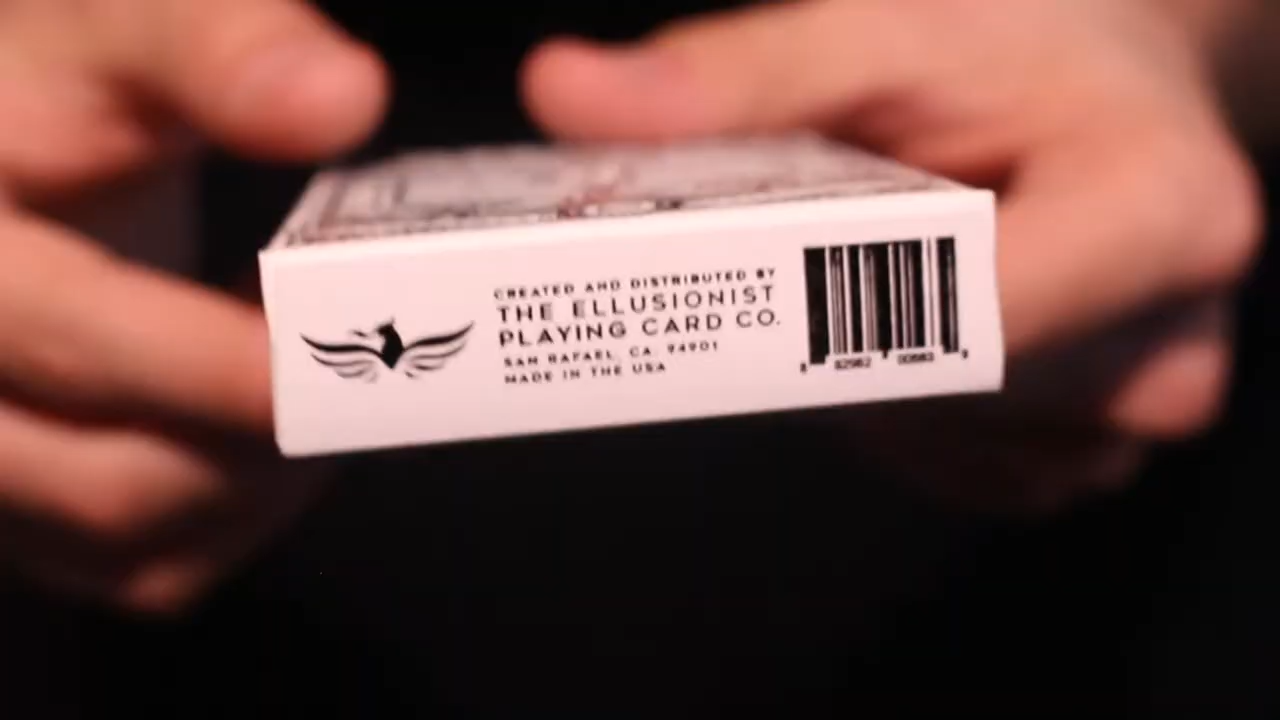 CREATED AND DISTRIBUTED BY
THE ELLUSIONIST
PLAYING CARD CO.
SAN RAFAEL, CA 94901
MADE IN THE USA